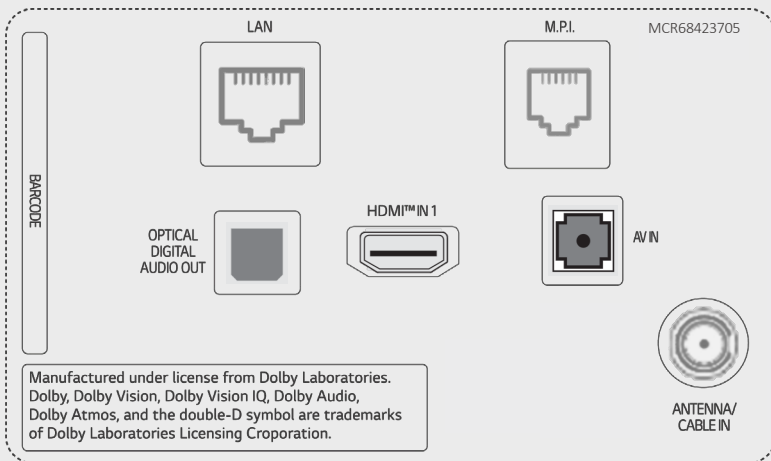 LAN
M.P.I.
MCR68423705
BARCODE
HDMI™ IN 1
OPTICAL
DIGITAL
AUDIO OUT
AV IN
Manufactured under license from Dolby Laboratories.
Dolby, Dolby Vision, Dolby Vision IQ, Dolby Audio,
Dolby Atmos, and the double-D symbol are trademarks
of Dolby Laboratories Licensing Croporation.
ANTENNA/
CABLE IN